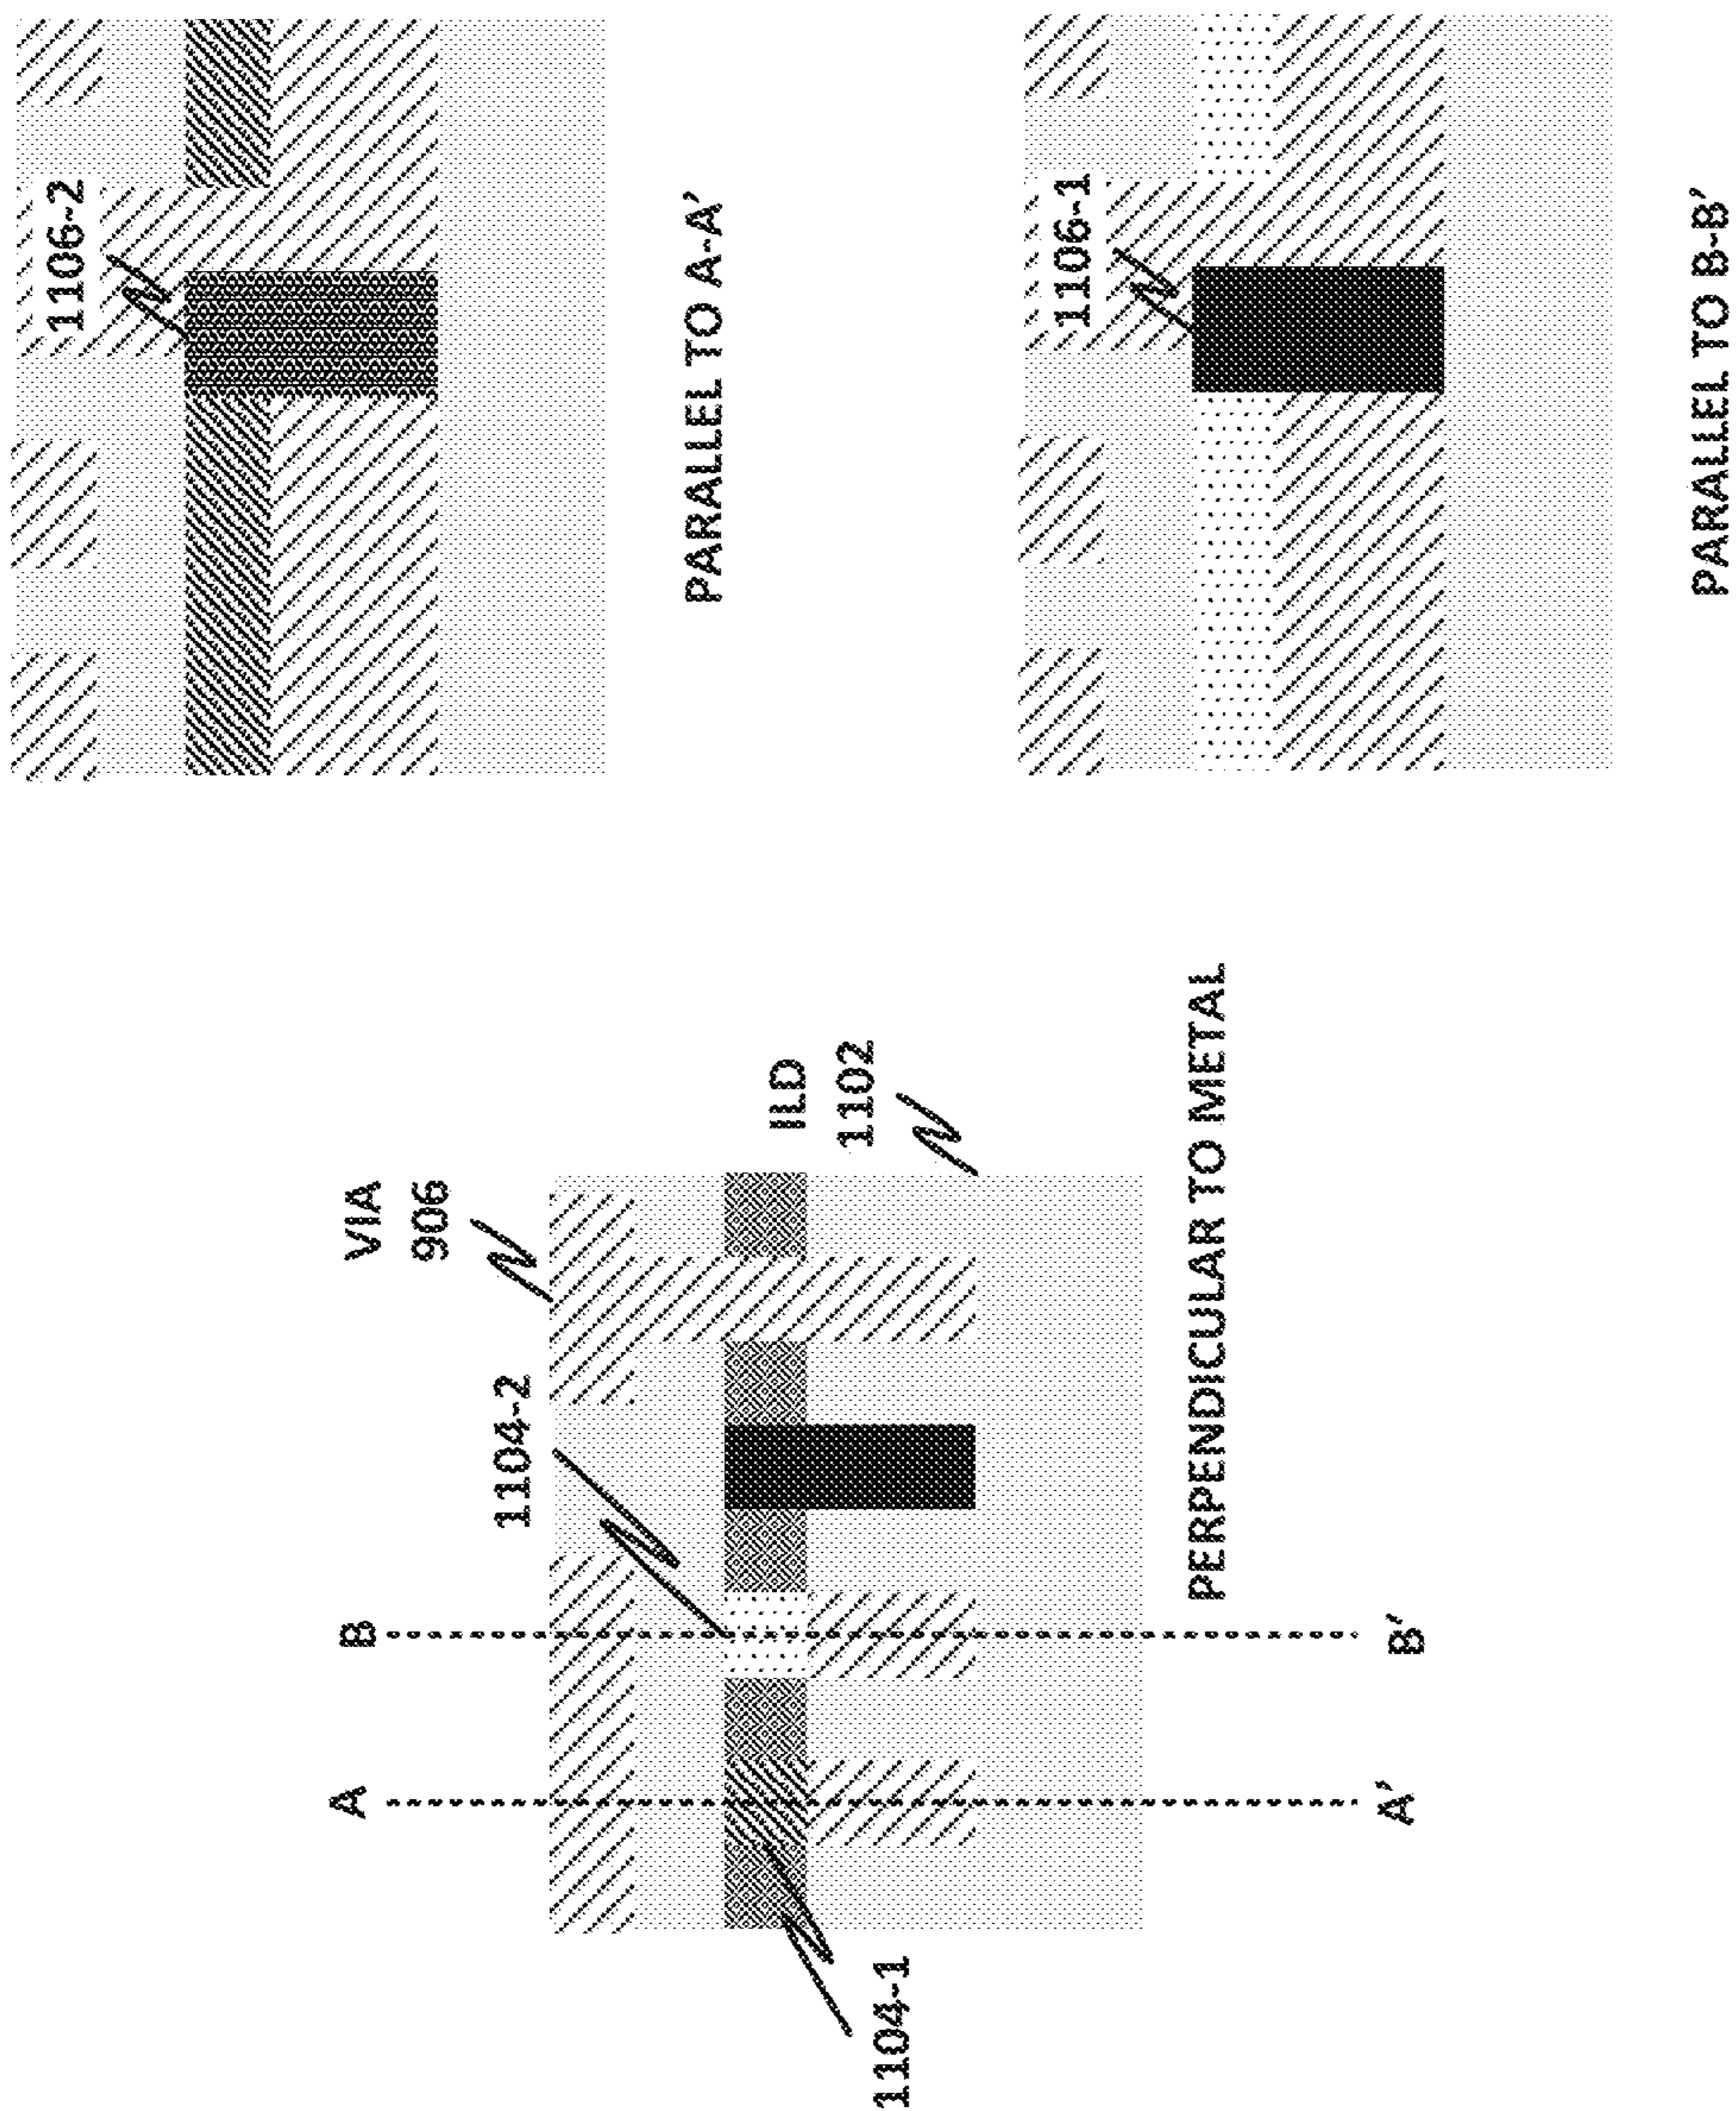 1104-1
A
A'
B
B'
1104-2
VIA
906
ILD
1102
PERPENDICULAR TO METAL
1106-2
PARALLEL TO A-A'
1106-1
PARALLEL TO B-B'